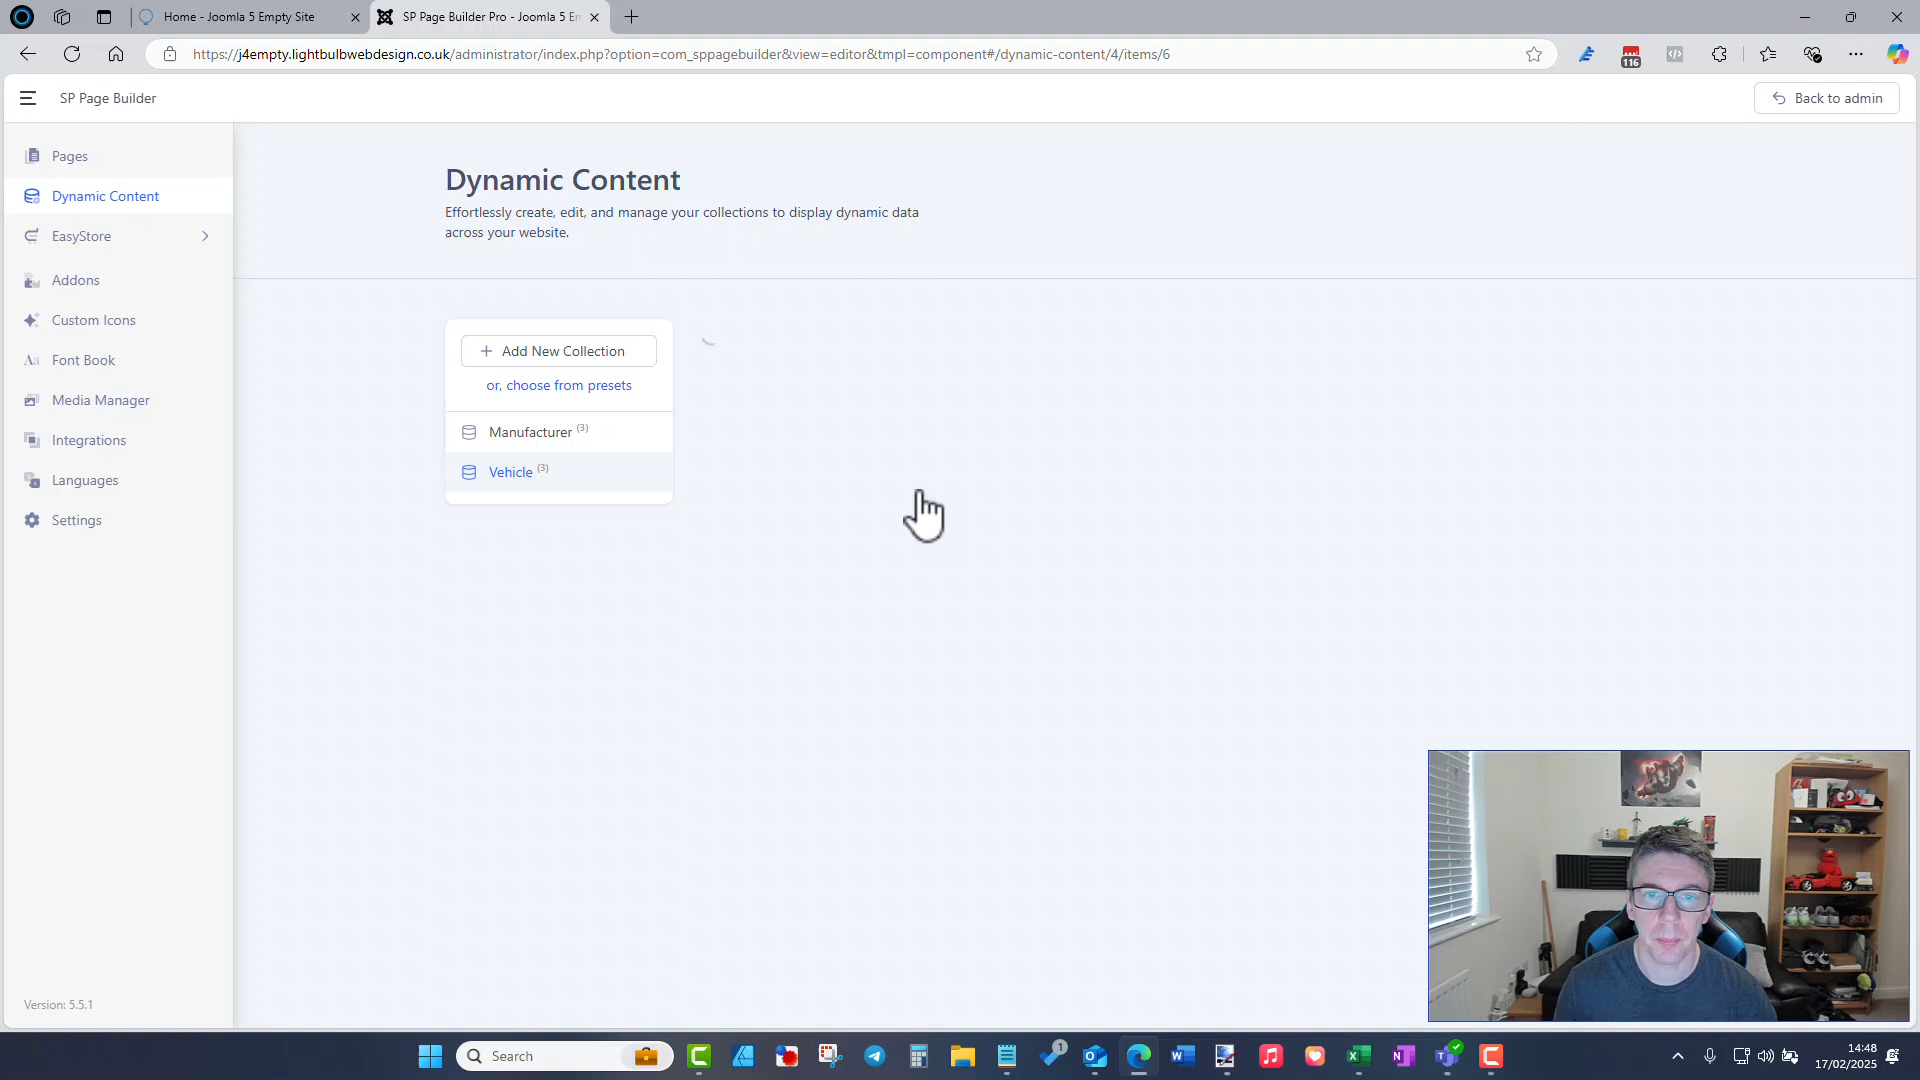 Home - Joomla 5 Empty Site
SP Page Builder Pro - Joomla 5 En
https://j4empty.lightbulbwebdesign.co.uk/administrator/index.php?option=com_sppagebuilder&view=editor&tmpl=component#/dynamic-content/4/items/6
116
SP Page Builder
Back to admin
Pages
Dynamic Content
EasyStore
Addons
Custom Icons
Aa Font Book
Media Manager
Integrations
Languages
Settings
Version: 5.5.1
Dynamic Content
Effortlessly create, edit, and manage your collections to display dynamic data
across your website.
Add New Collection
or, choose from presets
Manufacturer (3)
Vehicle (3)
Search
1
14:48
17/02/2025